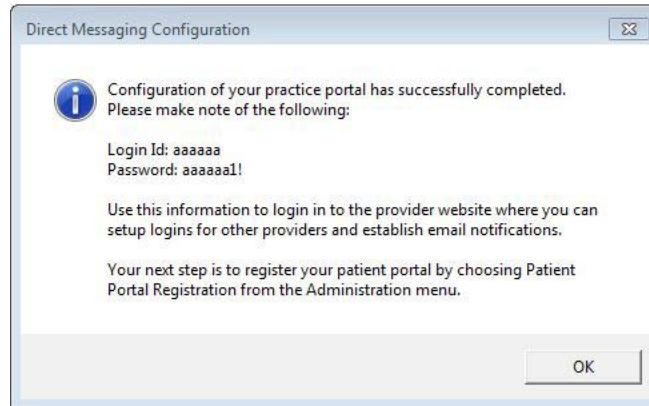 Direct Messaging Configuration
Configuration of your practice portal has successfully completed.
Please make note of the following:
Login Id: aaaaaa
Password: aaaaaa1!
Use this information to login in to the provider website where you can
setup logins for other providers and establish email notifications.
Your next step is to register your patient portal by choosing Patient
Portal Registration from the Administration menu.
OK